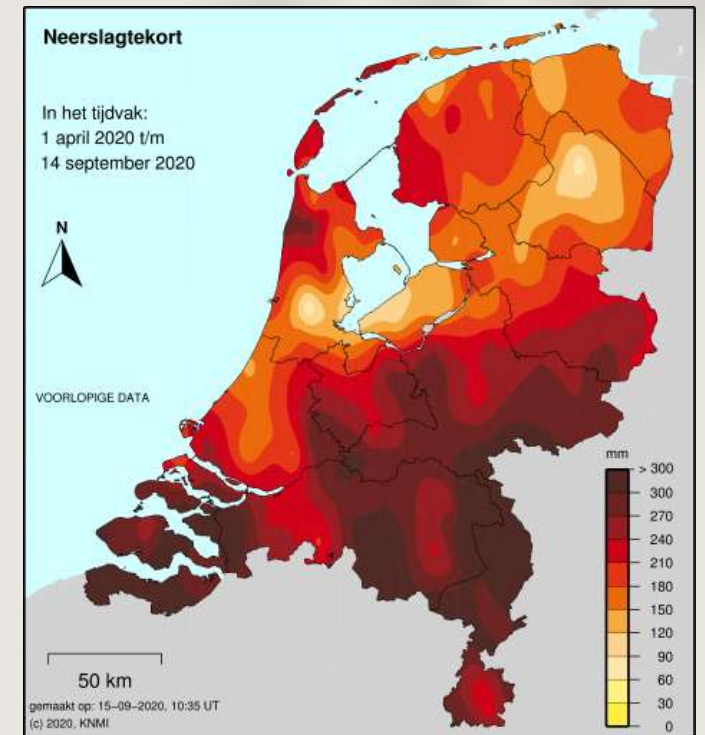 Neerslagtekort
In het tijdvak:
1 april 2020 t/m
14 september 2020
N
VOORLOPIGE DATA
mm
> 300
300
270
240
210
180
150
120
90
60
30
0
50 km
gemaakt op: 15-09-2020, 10:35 UT
(c) 2020, KNMI